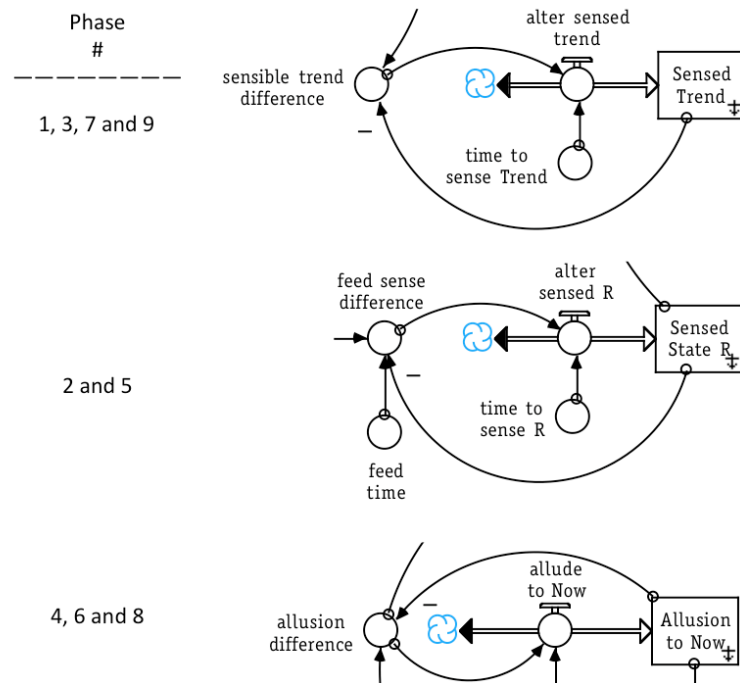 Phase
#
————————
1, 3, 7 and 9
sensible trend
difference
–
alter sensed
trend
time to
sense Trend
Sensed
Trend
2 and 5
feed sense
difference
–
feed
time
alter
sensed R
time to
sense R
Sensed
State R
4, 6 and 8
allusion
difference
–
allude
to Now
Allusion
to Now